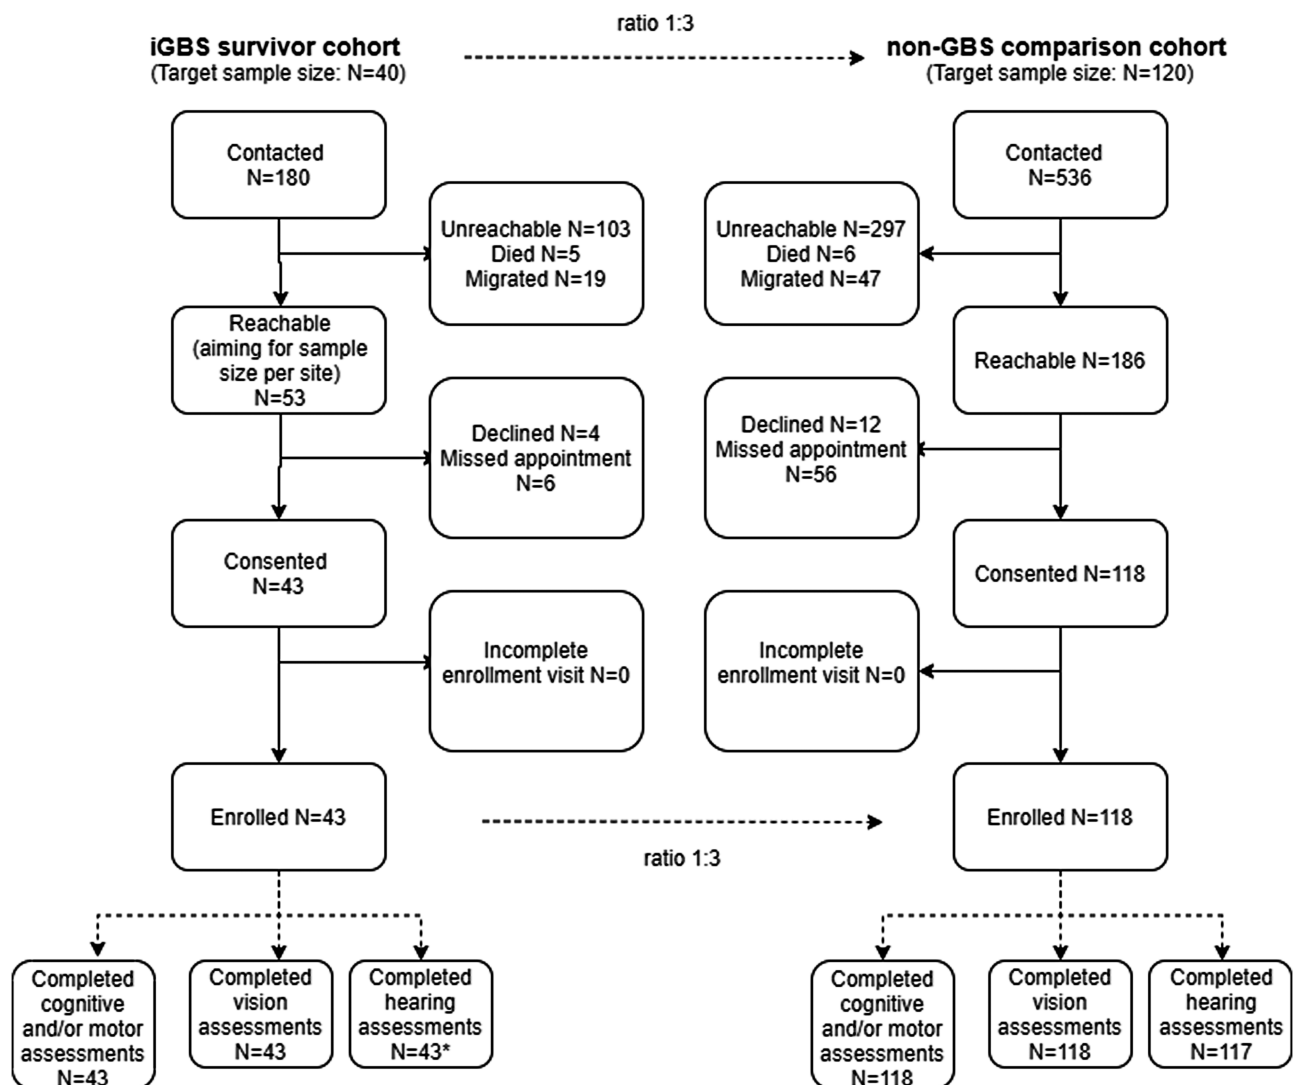 ratio 1:3
iGBS survivor cohort
(Target sample size: N=40)
non-GBS comparison cohort
(Target sample size: N=120)
Contacted
N=180
Contacted
N=536
Unreachable N=103
Died N=5
Migrated N=19
Unreachable N=297
Died N=6
Migrated N=47
Reachable
(aiming for sample
size per site)
N=53
Reachable N=186
Declined N=4
Missed appointment
N=6
Declined N=12
Missed appointment
N=56
Consented
N=43
Consented N=118
Incomplete
enrollment visit N=0
Incomplete
enrollment visit N=0
Enrolled N=43
Enrolled N=118
ratio 1:3
Completed
cognitive
and/or motor
assessments
N=43
Completed
vision
assessments
N=43
Completed
hearing
assessments
N=43*
Completed
cognitive
and/or motor
assessments
N=118
Completed
vision
assessments
N=118
Completed
hearing
assessments
N=117